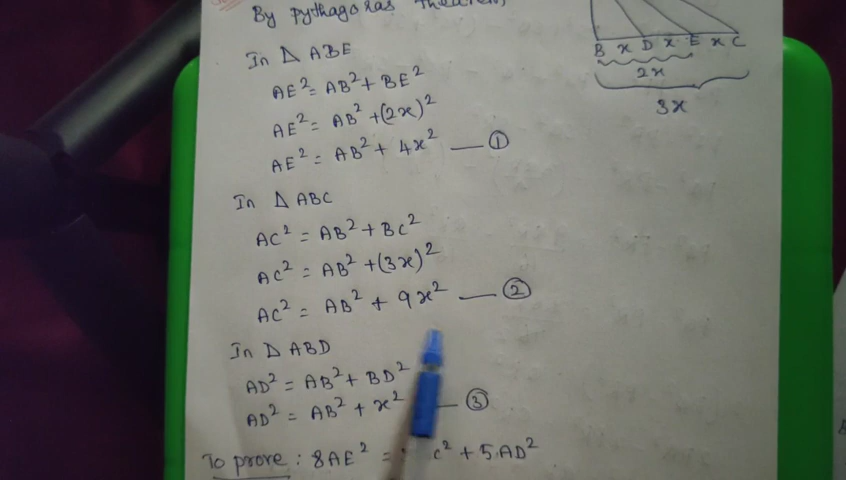 By pythagoras theorem,
In △ ABE
AE² = AB² + BE²
AE² = AB² + (2x)²
AE² = AB² + 4x² — ①
In △ ABC
AC² = AB² + BC²
AC² = AB² + (3x)²
AC² = AB² + 9x² — ②
In △ ABD
AD² = AB² + BD²
AD² = AB² + x² — ③
To prove : 8AE² = C² + 5AD²
B x D x E x C
2x
3x